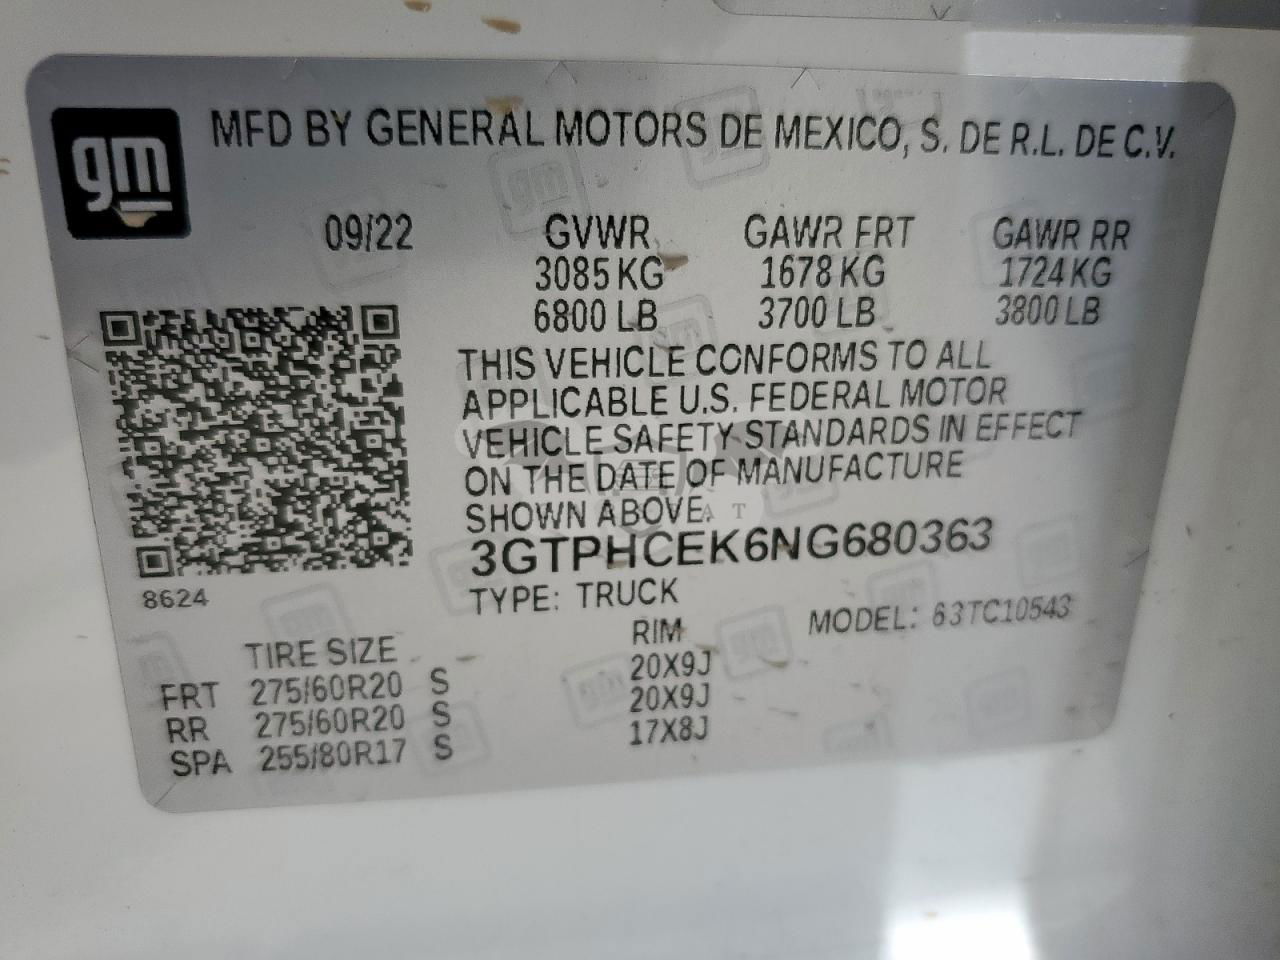 gm
MFD BY GENERAL MOTORS DE MEXICO, S. DE R.L. DE C.V.
09/22 GVWR GAWR FRT GAWR RR
3085 KG 1678 KG 1724 KG
6800 LB 3700 LB 3800 LB
THIS VEHICLE CONFORMS TO ALL
APPLICABLE U.S. FEDERAL MOTOR
VEHICLE SAFETY STANDARDS IN EFFECT
ON THE DATE OF MANUFACTURE
SHOWN ABOVE.
3GTPHCEK6NG680363
8624
TYPE: TRUCK
MODEL: 63TC10543
TIRE SIZE RIM
FRT 275/60R20 S 20X9J
RR 275/60R20 S 20X9J
SPA 255/80R17 S 17X8J